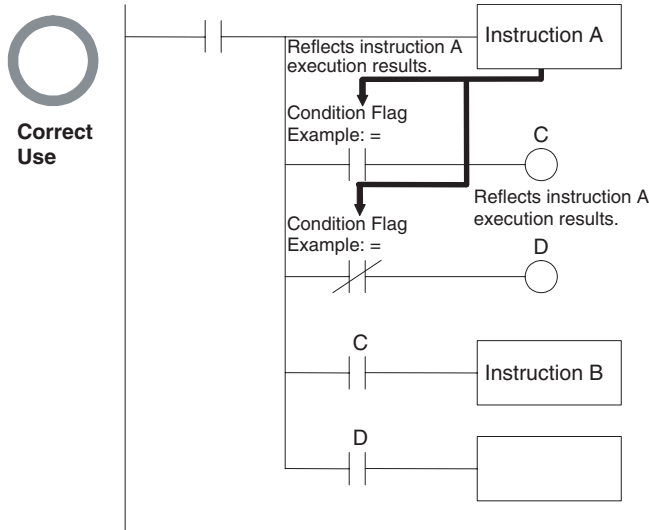 Instruction A
Reflects instruction A
execution results.
Correct
Use
Condition Flag
Example: =
C
Reflects instruction A
execution results.
Condition Flag
Example: =
D
C
Instruction B
D